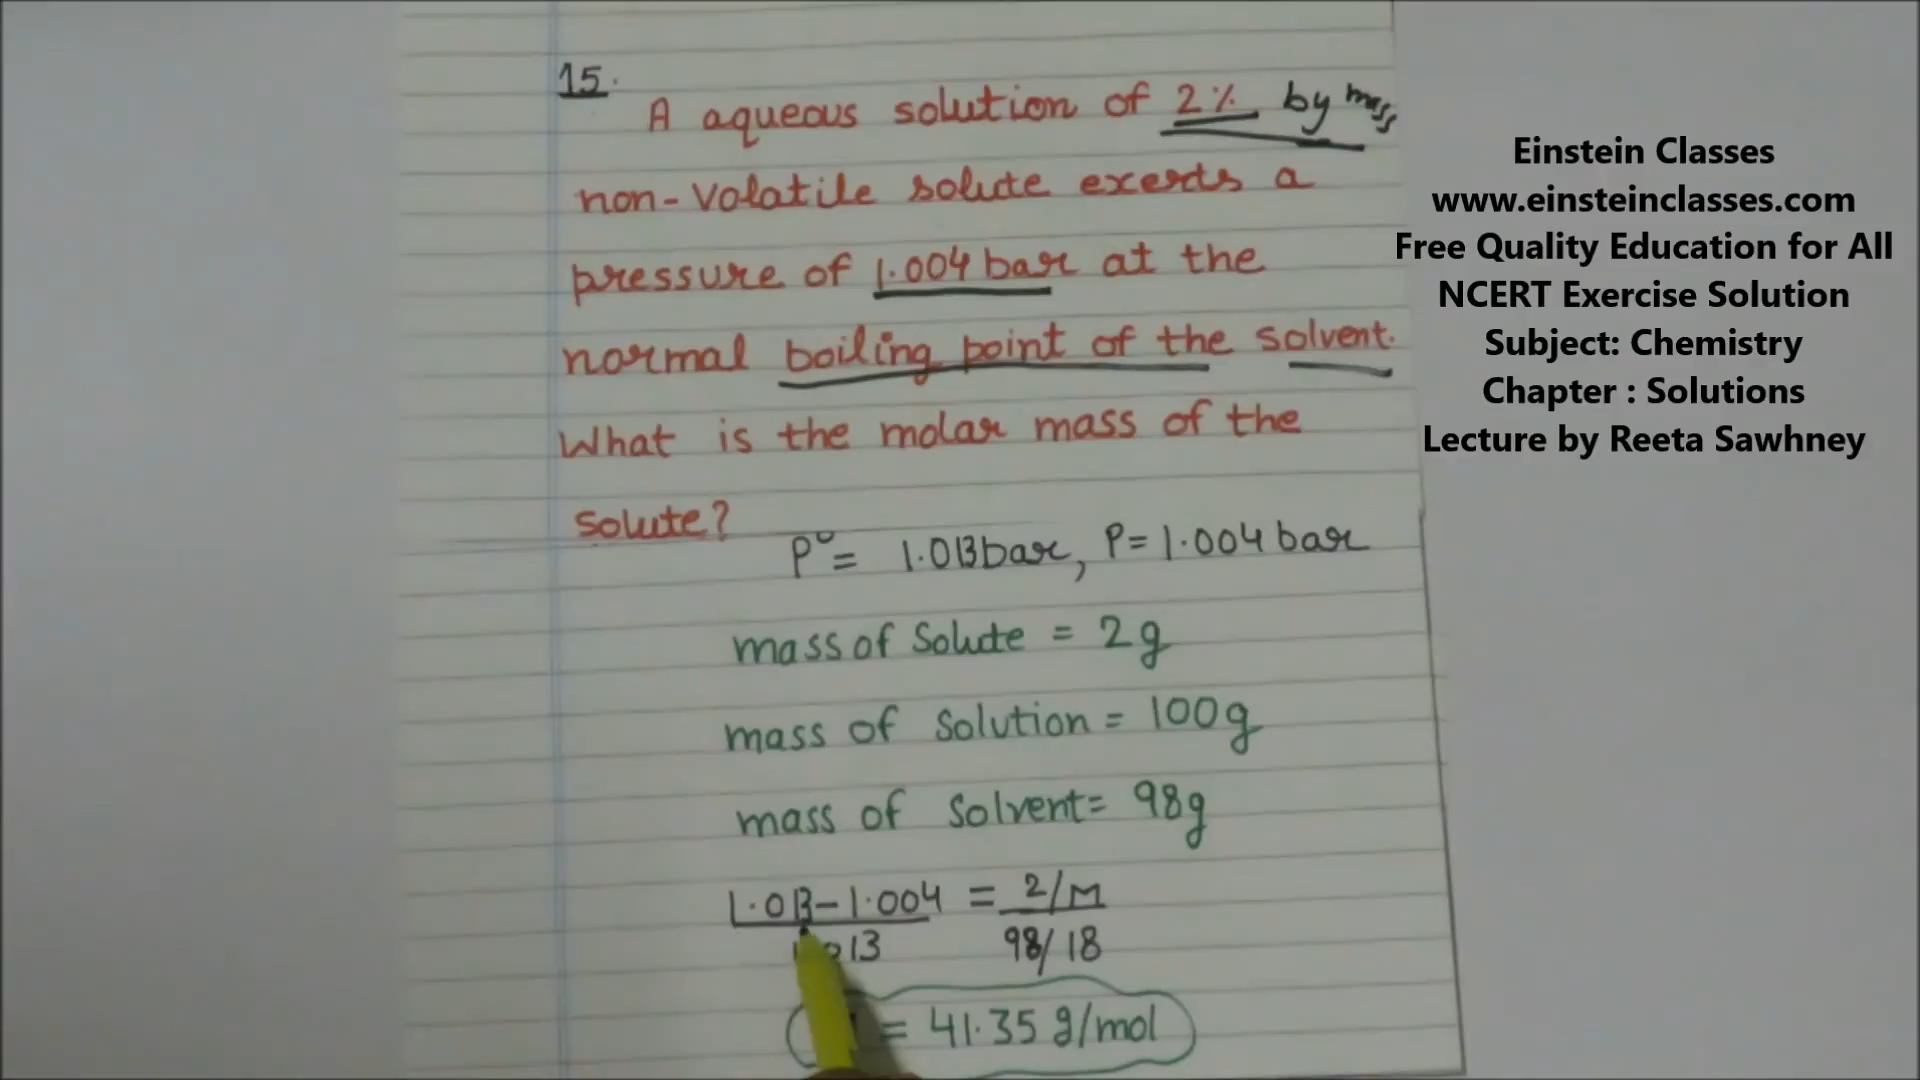 15.
A aqueous solution of 2% by mass
non-volatile solute exerts a
pressure of 1.004 bar at the
normal boiling point of the solvent.
What is the molar mass of the
solute?
P° = 1.013bar, P = 1.004 bar
mass of Solute = 2g
mass of Solution = 100g
mass of Solvent = 98g
1.013 - 1.004 = 2/M
13 98/18
= 41.35 g/mol
Einstein Classes
www.einsteinclasses.com
Free Quality Education for All
NCERT Exercise Solution
Subject: Chemistry
Chapter : Solutions
Lecture by Reeta Sawhney